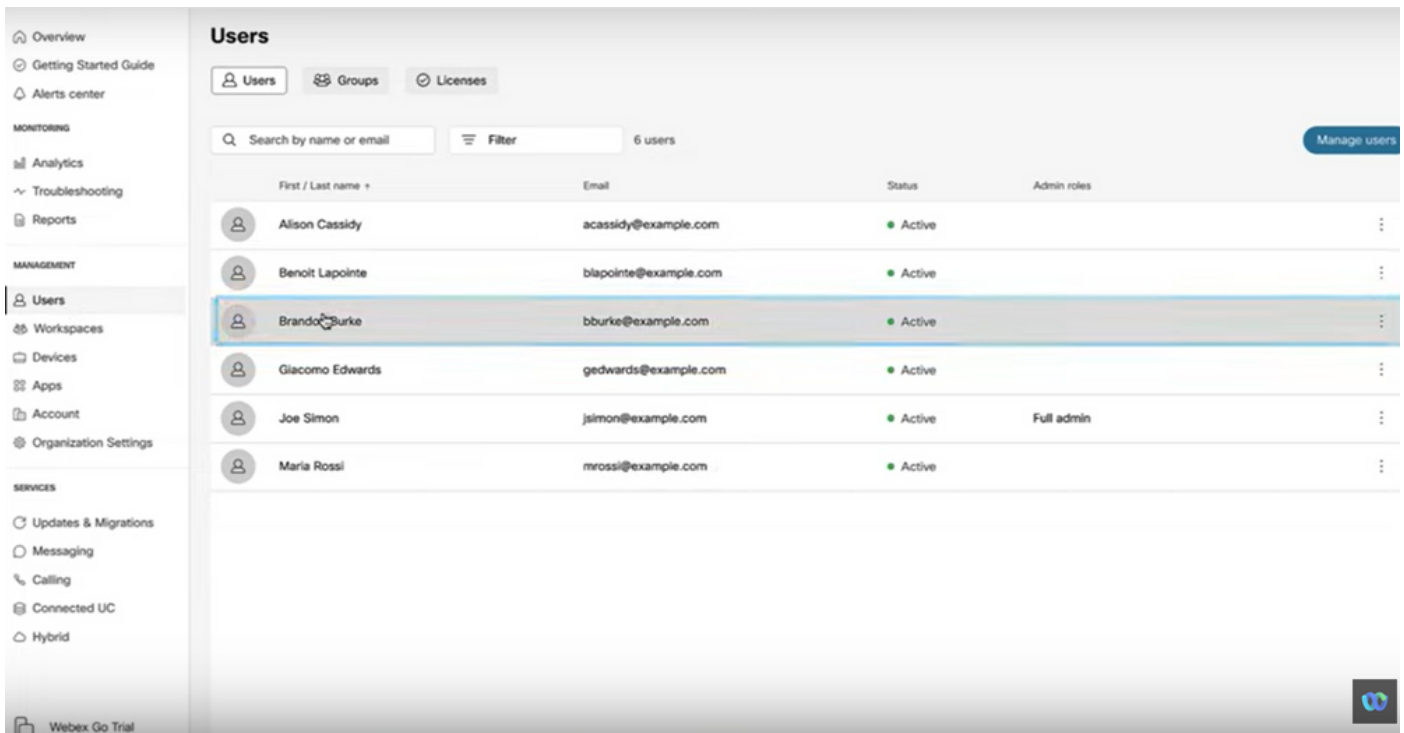 Overview
Getting Started Guide
Alerts center
MONITORING
Analytics
Troubleshooting
Reports
MANAGEMENT
Users
Workspaces
Devices
Apps
Account
Organization Settings
SERVICES
Updates & Migrations
Messaging
Calling
Connected UC
Hybrid
Webex Go Trial
Users
Users Groups Licenses
Search by name or email Filter 6 users Manage users
First / Last name ↑ Email Status Admin roles
Alison Cassidy acassidy@example.com Active
Benoit Lapointe blapointe@example.com Active
Brandon Burke bburke@example.com Active
Giacomo Edwards gedwards@example.com Active
Joe Simon jsimon@example.com Active Full admin
Maria Rossi mrossi@example.com Active